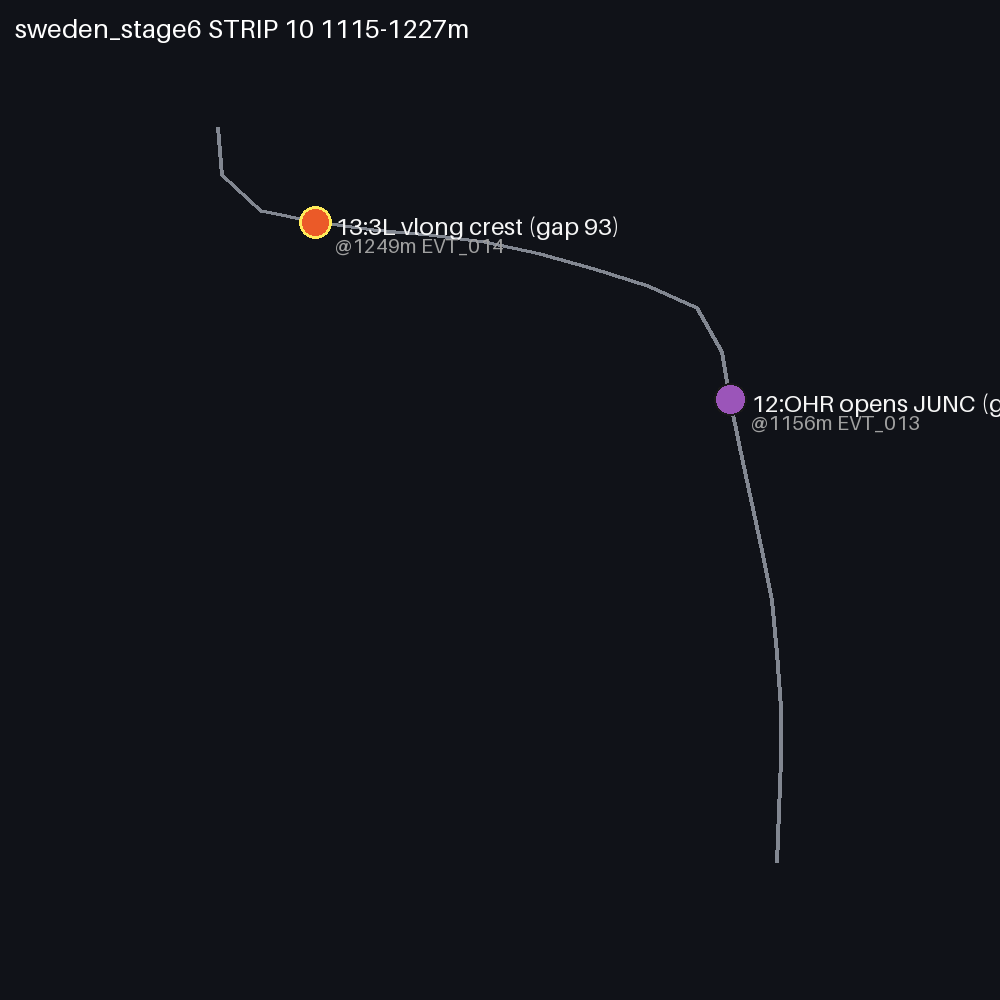 sweden_stage6 STRIP 10 1115-1227m
13:3L vlong crest (gap 93)
@1249m EVT_014
12:OHR opens JUNC (g
@1156m EVT_013